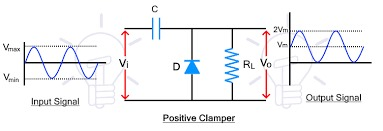 C
Vmax
Vmin
Vi
D
RL
Vo
2Vm
Vm
Input Signal
Output Signal
Positive Clamper